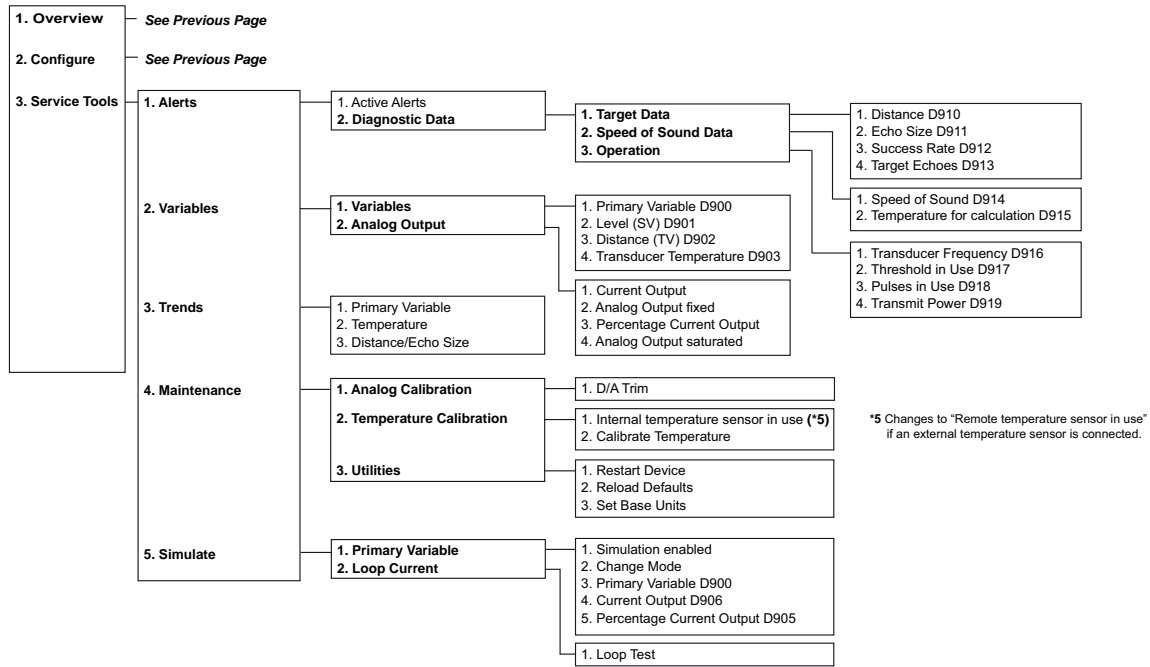 1. Overview
See Previous Page
2. Configure
See Previous Page
3. Service Tools
1. Alerts
1. Active Alerts
2. Diagnostic Data
1. Target Data
2. Speed of Sound Data
3. Operation
1. Distance D910
2. Echo Size D911
3. Success Rate D912
4. Target Echoes D913
1. Speed of Sound D914
2. Temperature for calculation D915
1. Transducer Frequency D916
2. Threshold in Use D917
3. Pulses in Use D918
4. Transmit Power D919
2. Variables
1. Variables
2. Analog Output
1. Primary Variable D900
2. Level (SV) D901
3. Distance (TV) D902
4. Transducer Temperature D903
1. Current Output
2. Analog Output fixed
3. Percentage Current Output
4. Analog Output saturated
3. Trends
1. Primary Variable
2. Temperature
3. Distance/Echo Size
4. Maintenance
1. Analog Calibration
1. D/A Trim
2. Temperature Calibration
1. Internal temperature sensor in use (*5)
2. Calibrate Temperature
*5 Changes to “Remote temperature sensor in use”
if an external temperature sensor is connected.
3. Utilities
1. Restart Device
2. Reload Defaults
3. Set Base Units
5. Simulate
1. Primary Variable
2. Loop Current
1. Simulation enabled
2. Change Mode
3. Primary Variable D900
4. Current Output D906
5. Percentage Current Output D905
1. Loop Test